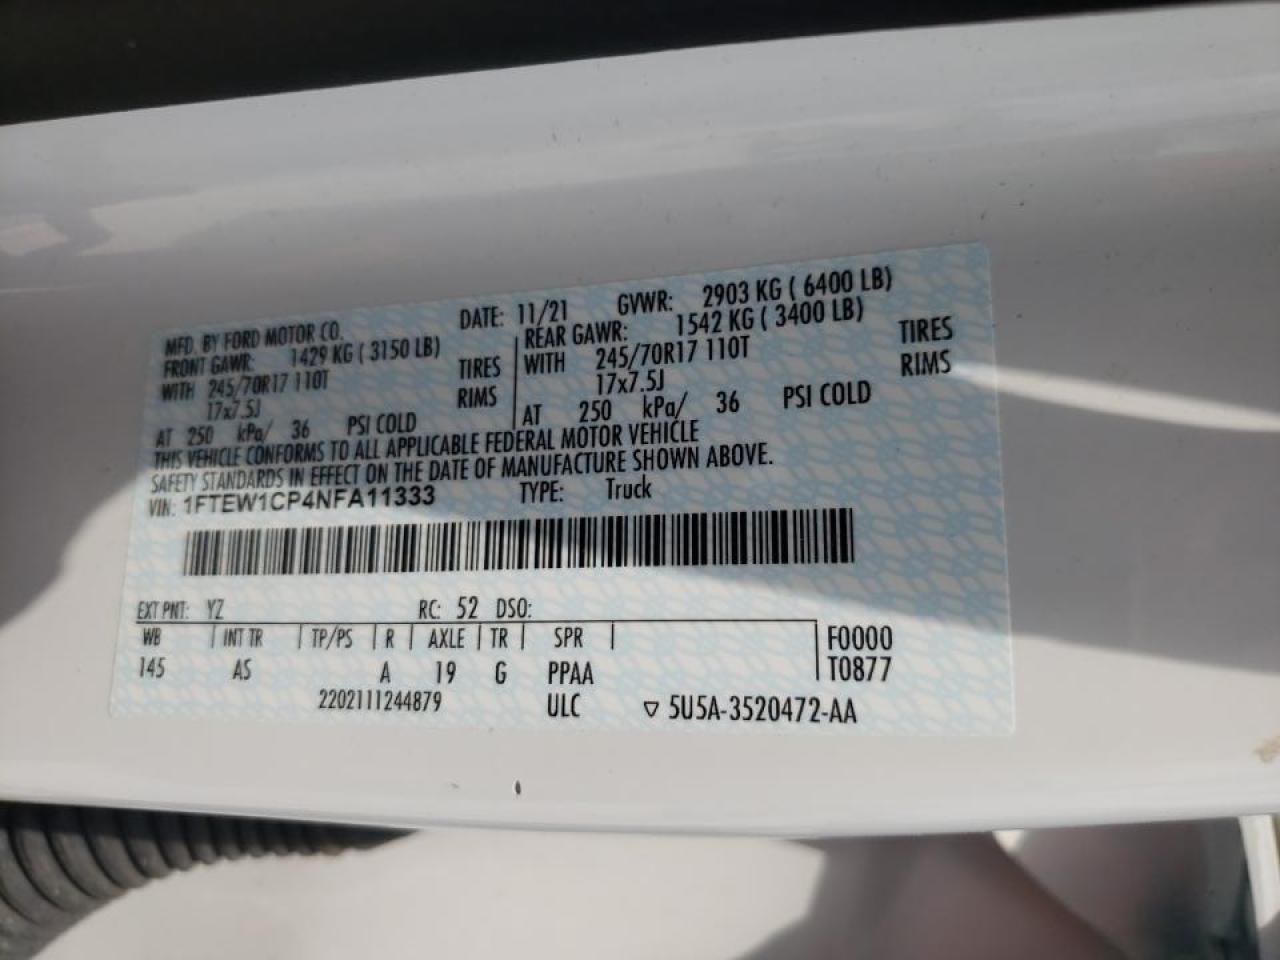 MFD. BY FORD MOTOR CO. DATE: 11/21 GVWR: 2903 KG ( 6400 LB)
FRONT GAWR: 1429 KG ( 3150 LB) REAR GAWR: 1542 KG ( 3400 LB)
WITH 245/70R17 110T TIRES WITH 245/70R17 110T TIRES
17x7.5J RIMS 17x7.5J RIMS
AT 250 kPa/ 36 PSI COLD AT 250 kPa/ 36 PSI COLD
THIS VEHICLE CONFORMS TO ALL APPLICABLE FEDERAL MOTOR VEHICLE
SAFETY STANDARDS IN EFFECT ON THE DATE OF MANUFACTURE SHOWN ABOVE.
VIN: 1FTEW1CP4NFA11333 TYPE: Truck
EXT PNT: YZ RC: 52 DSO:
WB INT TR TP/PS R AXLE TR SPR F0000
145 AS A 19 G PPAA T0877
2202111244879 ULC ▽ 5U5A-3520472-AA